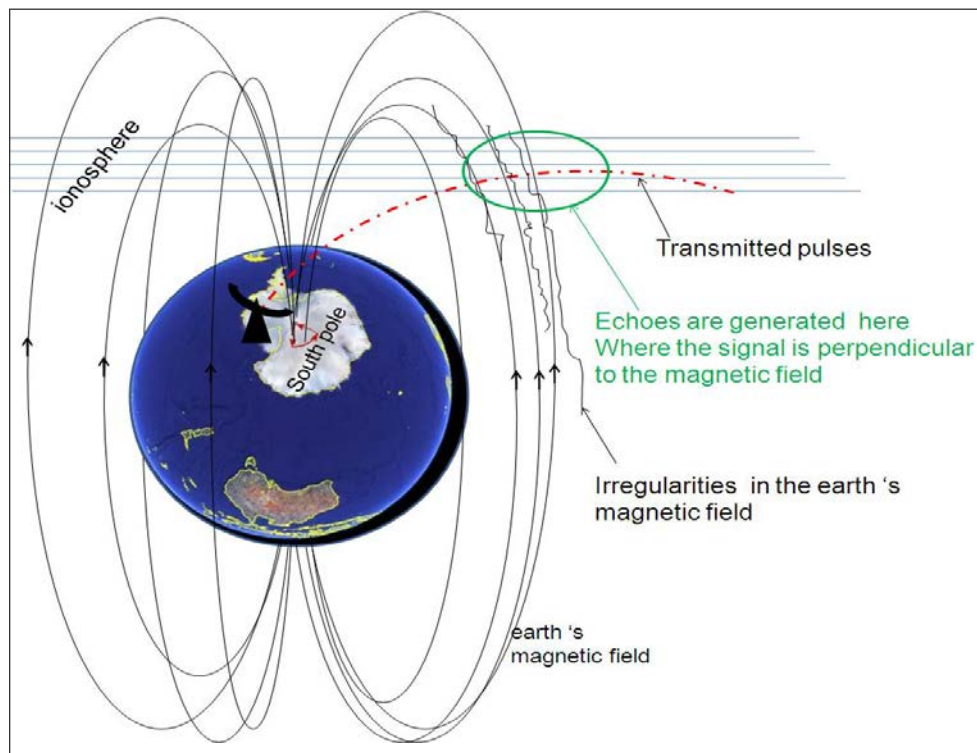 ionosphere
Transmitted pulses
Echoes are generated here
Where the signal is perpendicular
to the magnetic field
South pole
Irregularities in the earth ‘s
magnetic field
earth ‘s
magnetic field